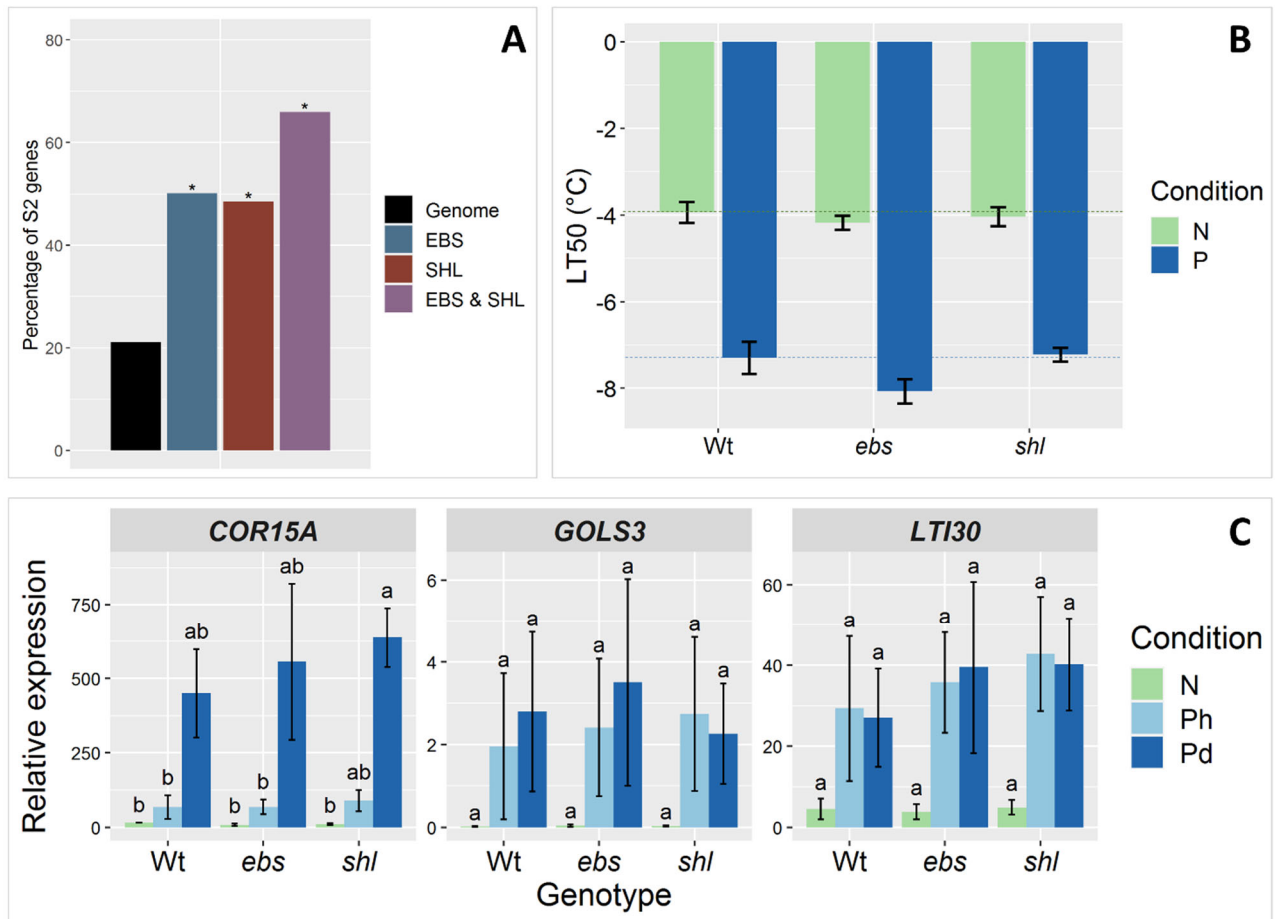 A
80
60
40
20
0
Percentage of S2 genes
*
*
*
Genome
EBS
SHL
EBS & SHL
B
0
-2
-4
-6
-8
LT50 (°C)
Wt
ebs
shl
Condition
N
P
C
COR15A
GOLS3
LTI30
Relative expression
750
500
250
0
b
b
ab
b
b
ab
b
ab
a
6
4
2
0
a
a
a
a
a
a
a
a
a
60
40
20
0
a
a
a
a
a
a
a
a
a
Wt
ebs
shl
Wt
ebs
shl
Wt
ebs
shl
Genotype
Condition
N
Ph
Pd